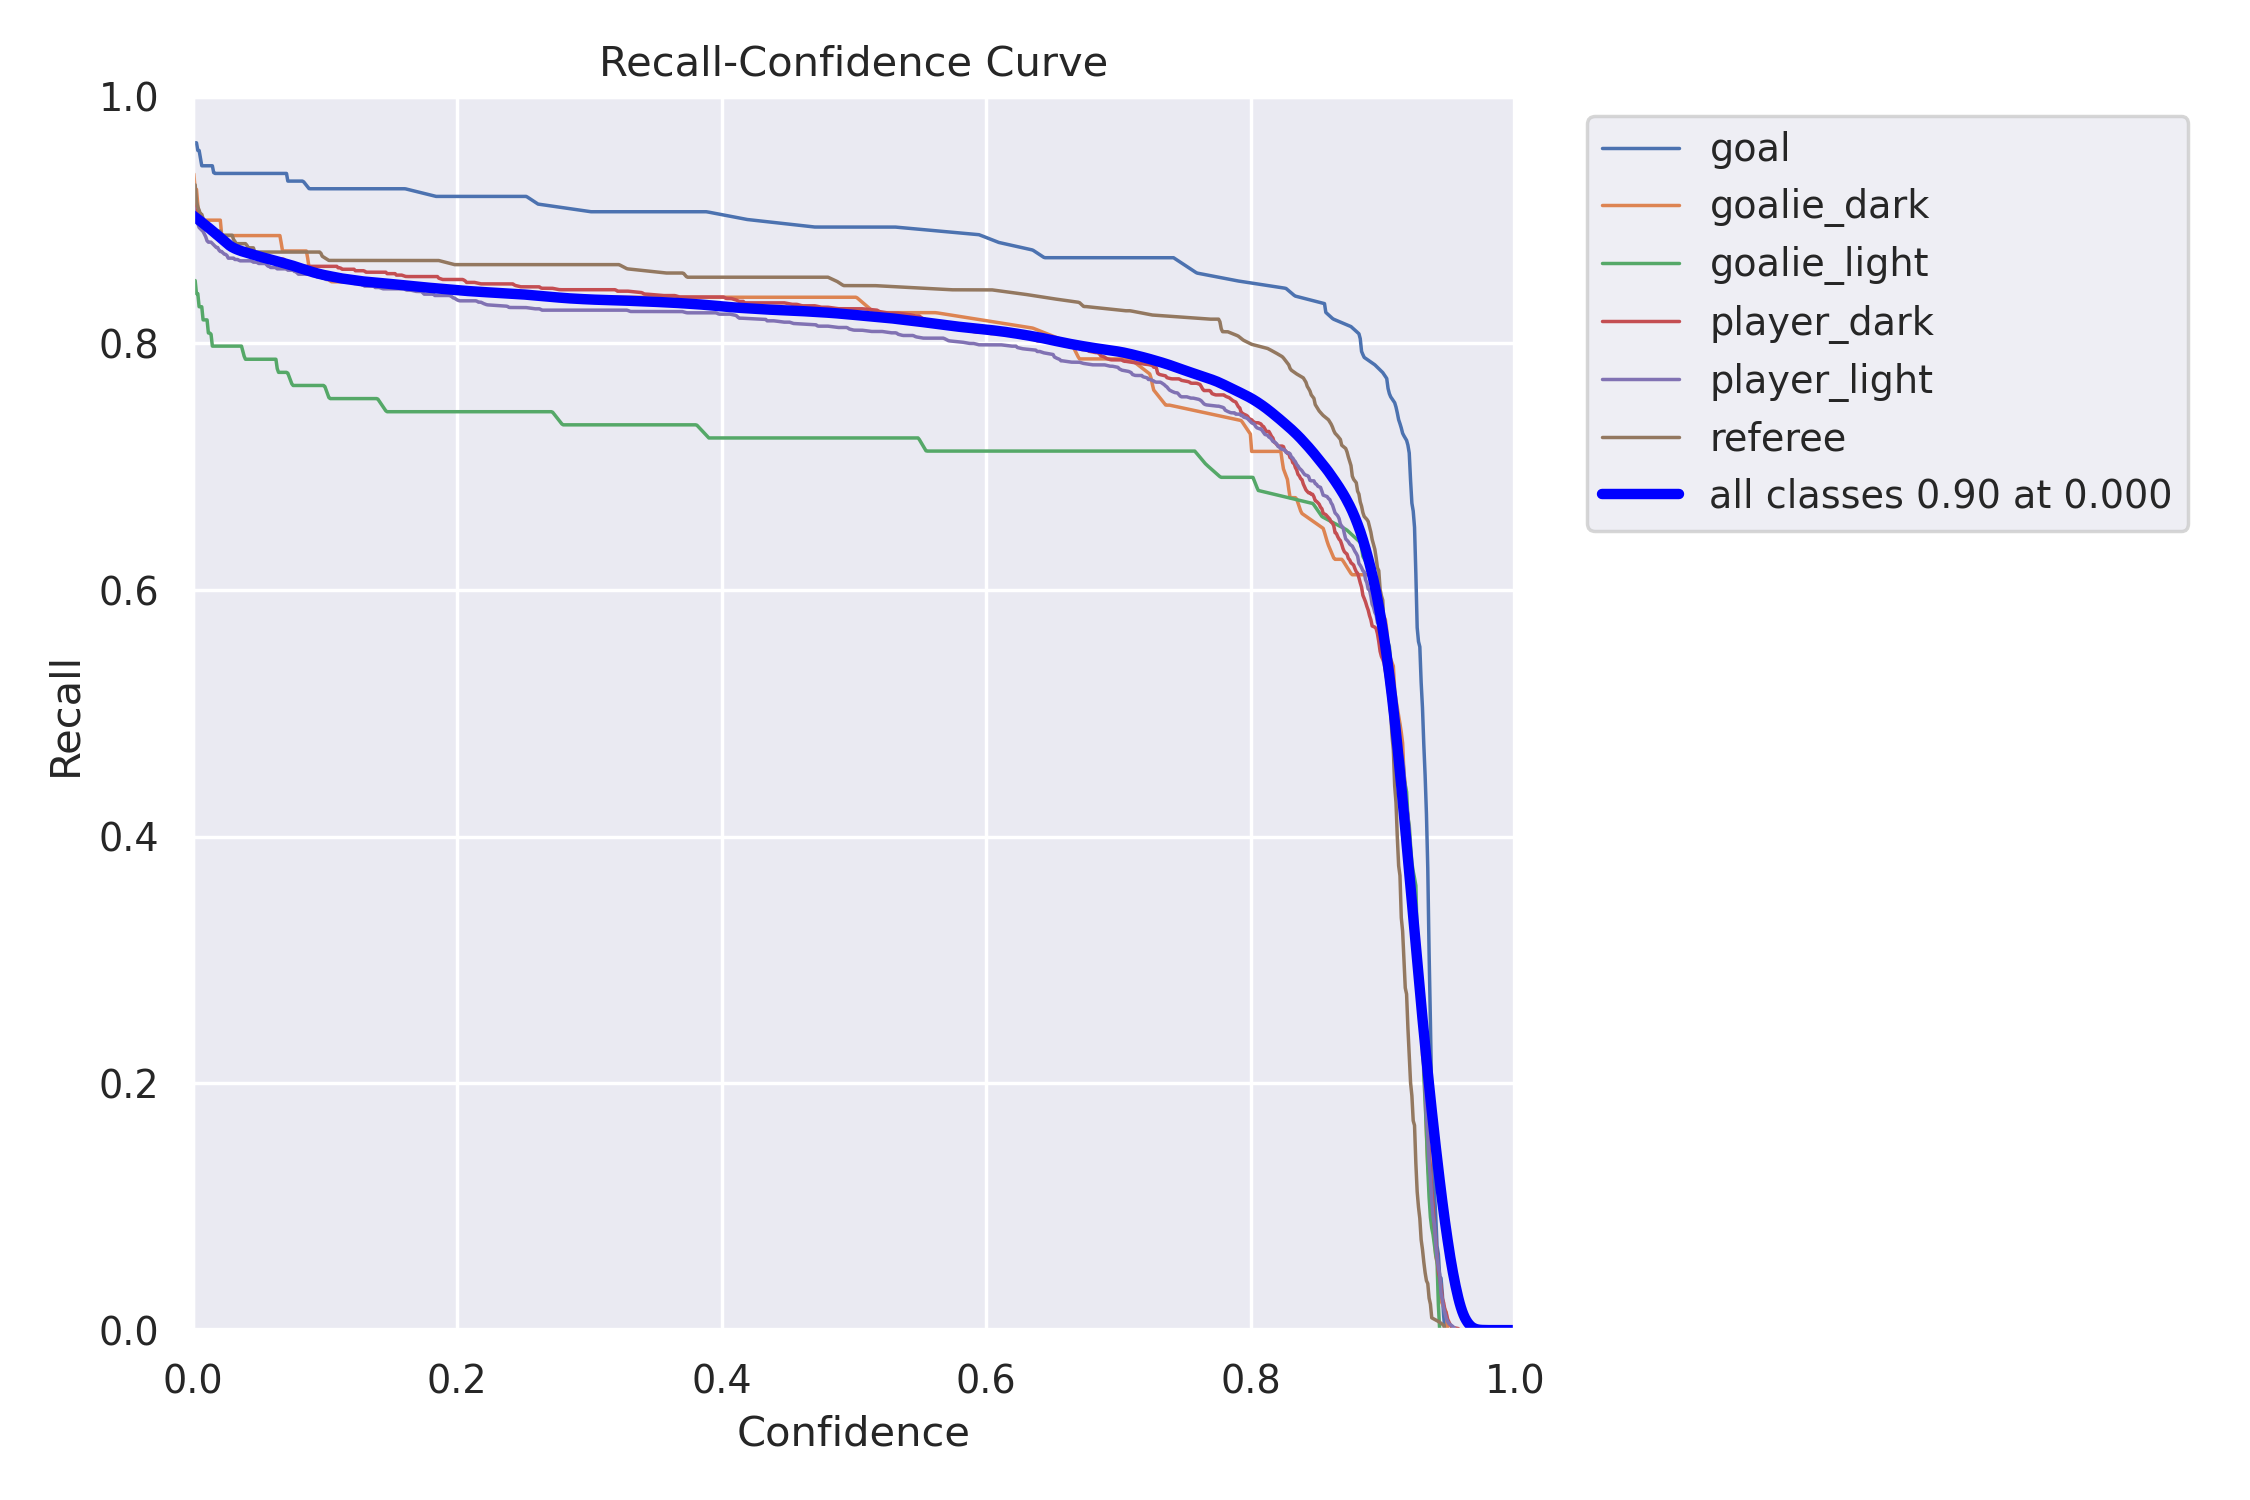 Recall-Confidence Curve
1.0
0.8
0.6
0.4
0.2
0.0
Recall
0.0 0.2 0.4 0.6 0.8 1.0
Confidence
goal
goalie_dark
goalie_light
player_dark
player_light
referee
all classes 0.90 at 0.000